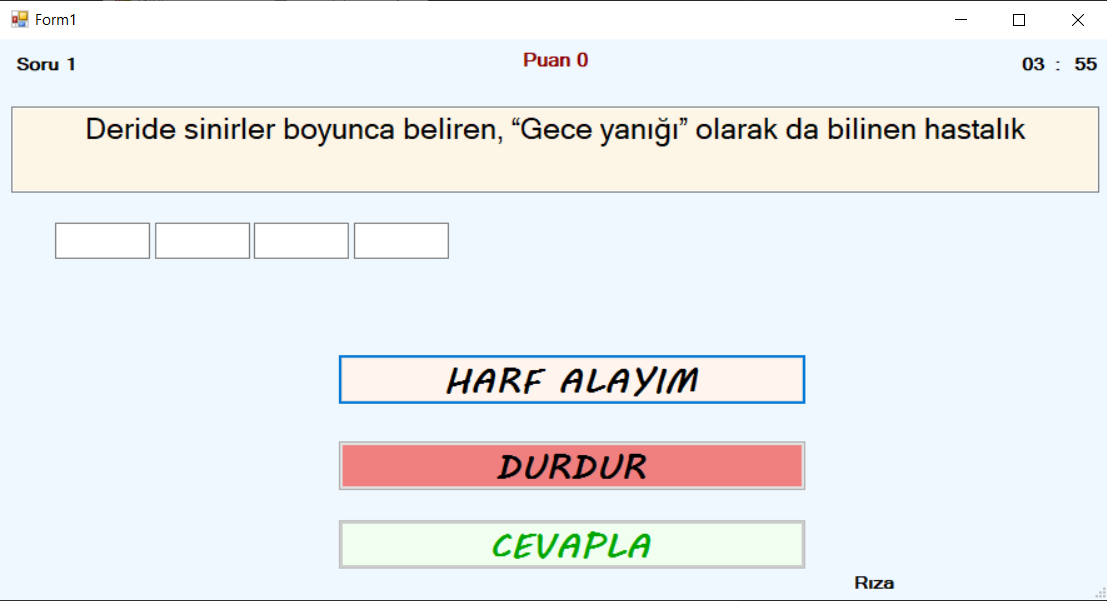 Form1
Soru 1
Puan 0
03 : 55
Deride sinirler boyunca beliren, “Gece yanığı” olarak da bilinen hastalık
HARF ALAYIM
DURDUR
CEVAPLA
Rıza